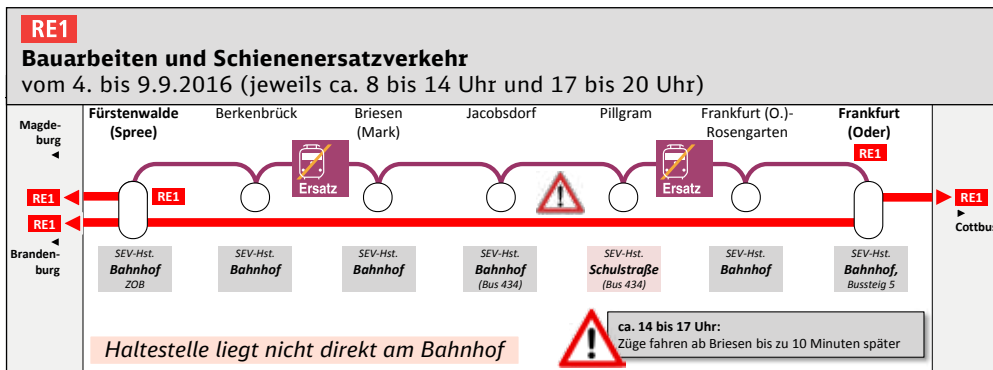 RE1
Bauarbeiten und Schienenersatzverkehr
vom 4. bis 9.9.2016 (jeweils ca. 8 bis 14 Uhr und 17 bis 20 Uhr)
Magde-
burg
Fürstenwalde
(Spree)
Berkenbrück
Briesen
(Mark)
Jacobsdorf
Pillgram
Frankfurt (O.)-
Rosengarten
Frankfurt
(Oder)
RE1
Ersatz
Ersatz
RE1
RE1
RE1
RE1
Cottbus
Branden-
burg
SEV-Hst.
Bahnhof
ZOB
SEV-Hst.
Bahnhof
SEV-Hst.
Bahnhof
SEV-Hst.
Bahnhof
(Bus 434)
SEV-Hst.
Schulstraße
(Bus 434)
SEV-Hst.
Bahnhof
SEV-Hst.
Bahnhof,
Bussteig 5
Haltestelle liegt nicht direkt am Bahnhof
ca. 14 bis 17 Uhr:
Züge fahren ab Briesen bis zu 10 Minuten später